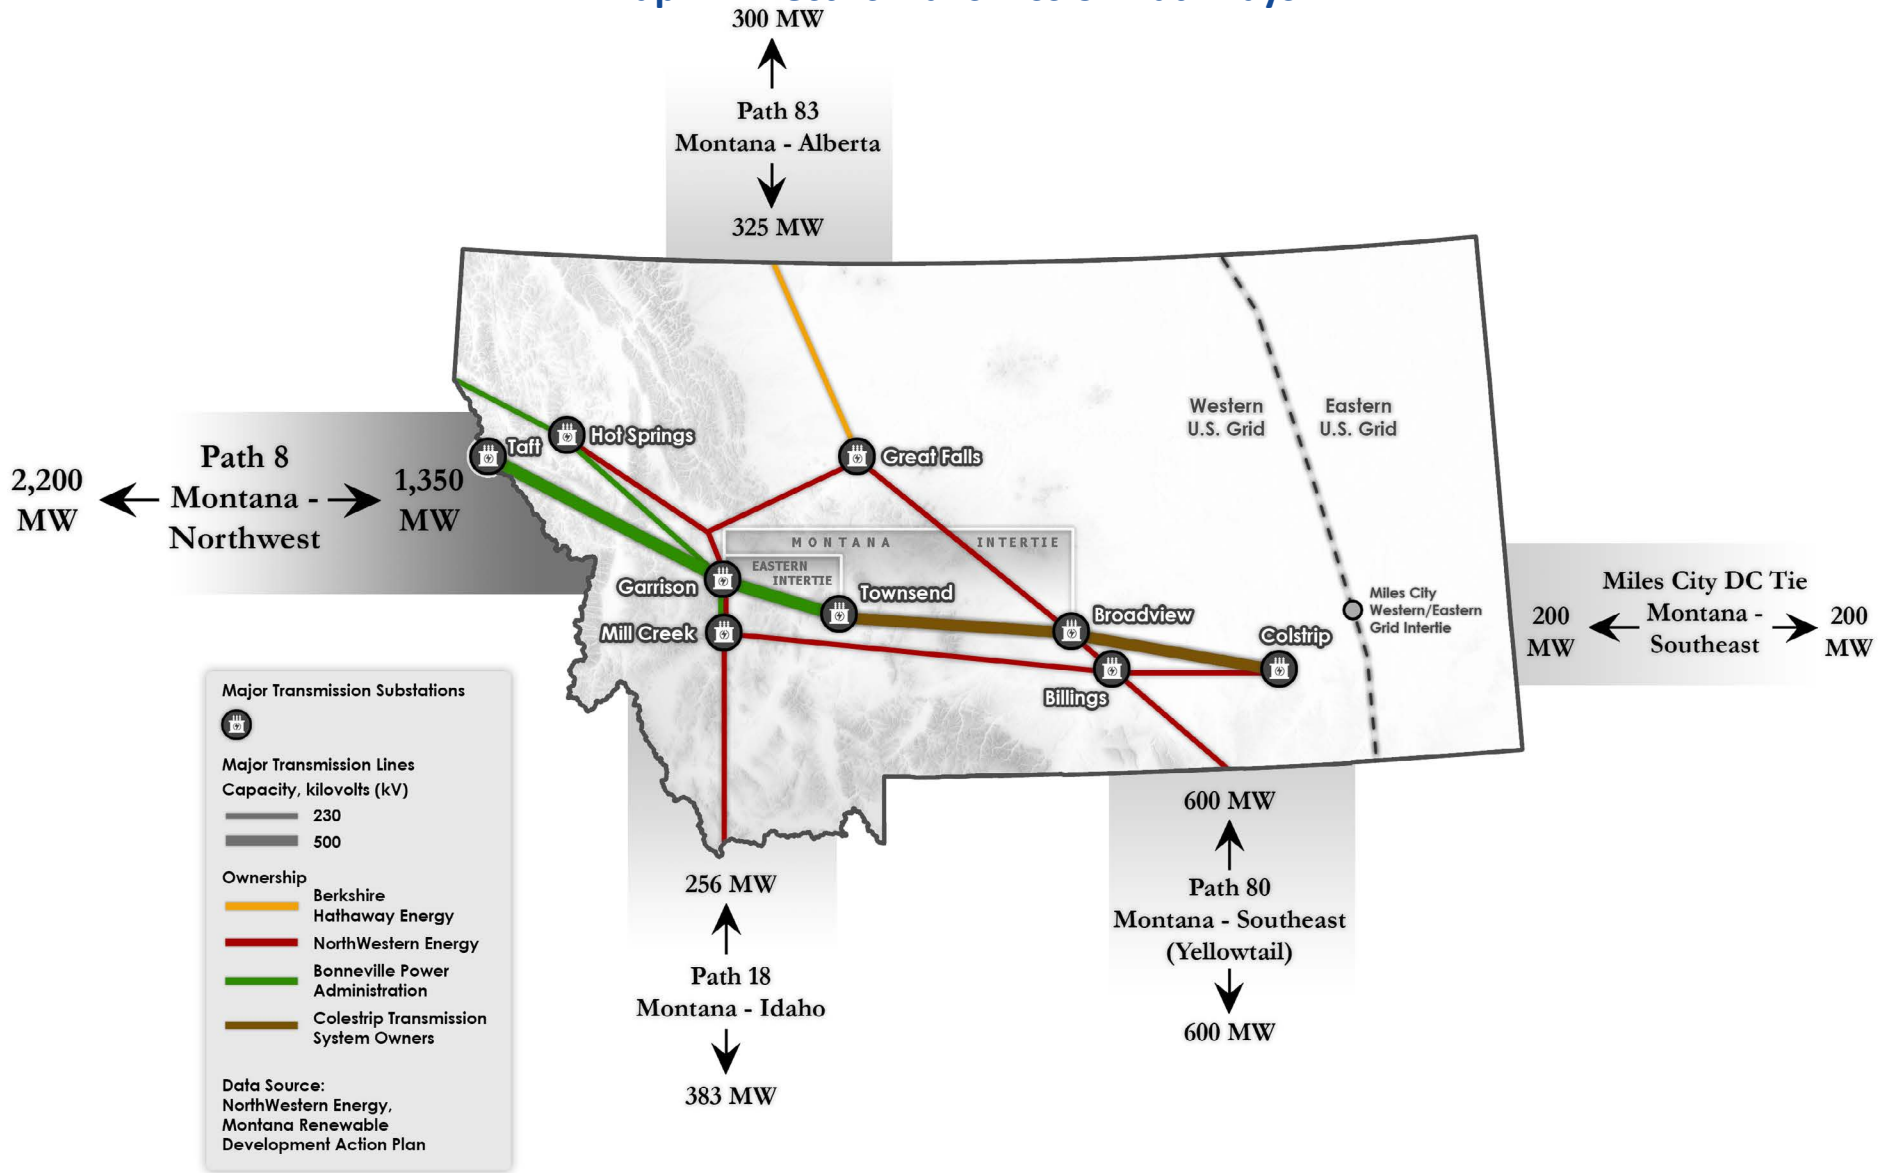 300 MW
Path 83
Montana - Alberta
325 MW
Western
U.S. Grid
Eastern
U.S. Grid
Taft
Hot Springs
Great Falls
2,200
MW
Path 8
Montana -
Northwest
1,350
MW
MONTANA INTERTIE
EASTERN
INTERTIE
Garrison
Townsend
Mill Creek
Broadview
Colstrip
Billings
Miles City
Western/Eastern
Grid Intertie
200
MW
Miles City DC Tie
Montana -
Southeast
200
MW
Major Transmission Substations
Major Transmission Lines
Capacity, kilovolts (kV)
230
500
Ownership
Berkshire
Hathaway Energy
NorthWestern Energy
Bonneville Power
Administration
Colestrip Transmission
System Owners
Data Source:
NorthWestern Energy,
Montana Renewable
Development Action Plan
256 MW
Path 18
Montana - Idaho
383 MW
600 MW
Path 80
Montana - Southeast
(Yellowtail)
600 MW